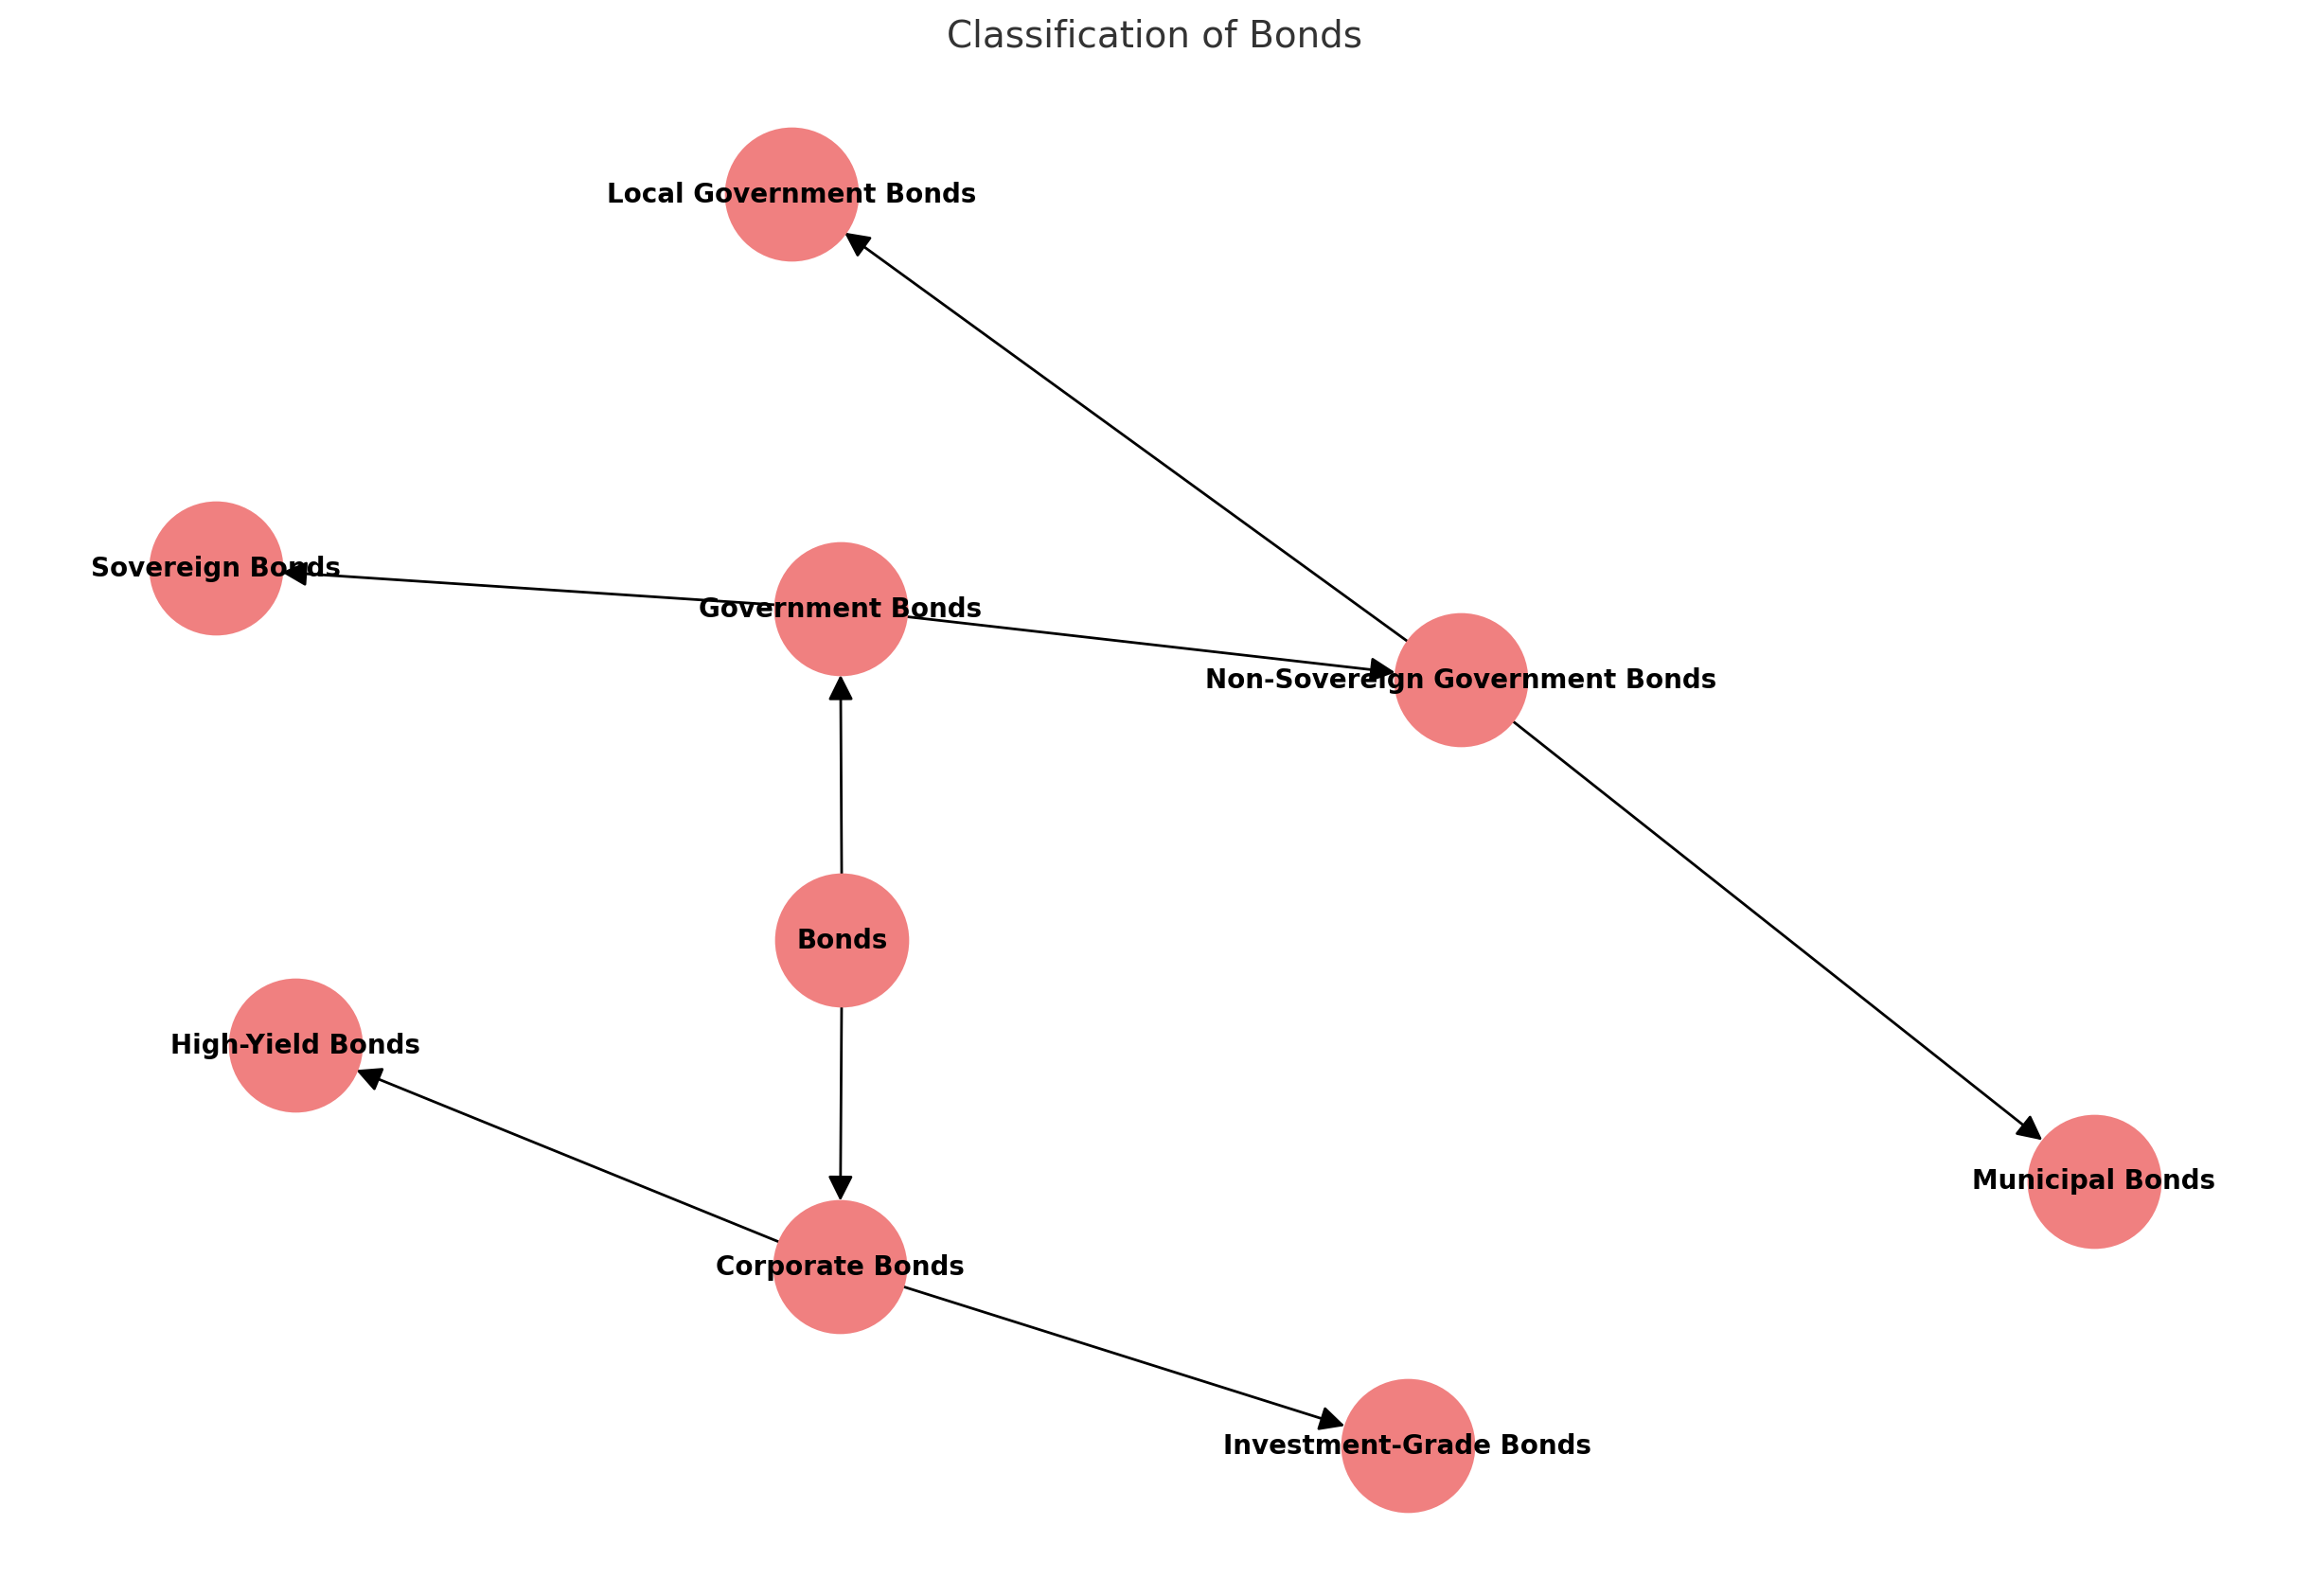 Classification of Bonds
Local Government Bonds
Sovereign Bonds
Government Bonds
Non-Sovereign Government Bonds
Bonds
High-Yield Bonds
Municipal Bonds
Corporate Bonds
Investment-Grade Bonds